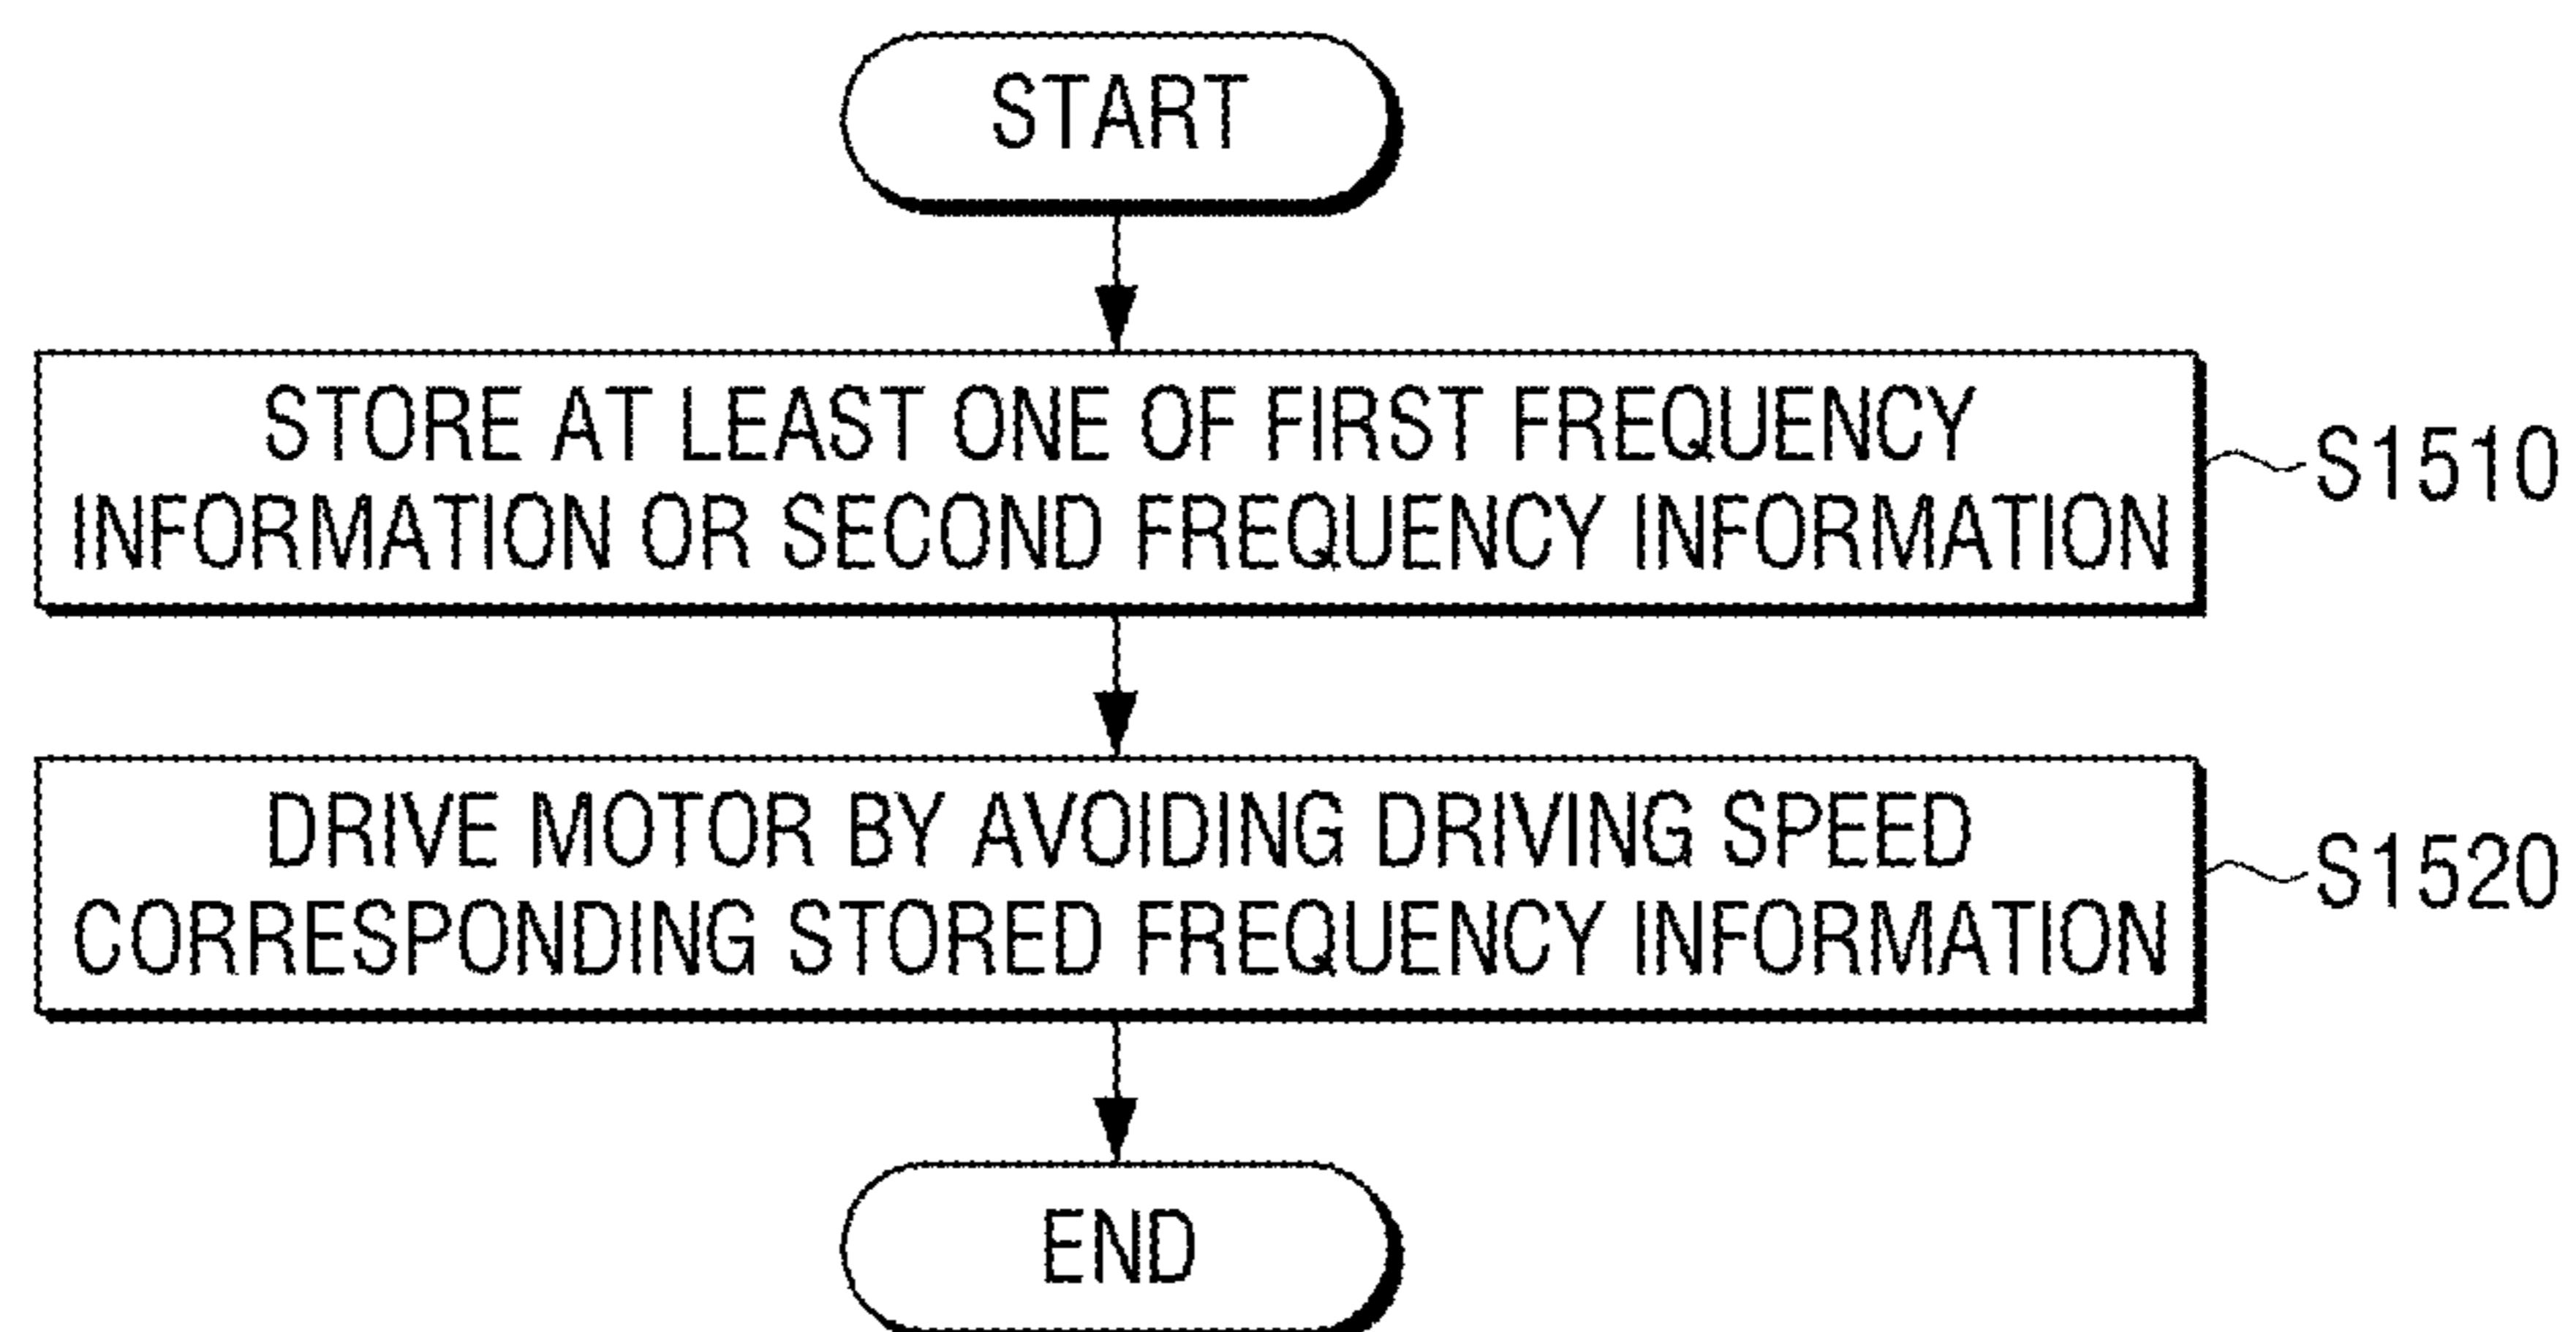 START
STORE AT LEAST ONE OF FIRST FREQUENCY
INFORMATION OR SECOND FREQUENCY INFORMATION
S1510
DRIVE MOTOR BY AVOIDING DRIVING SPEED
CORRESPONDING STORED FREQUENCY INFORMATION
S1520
END